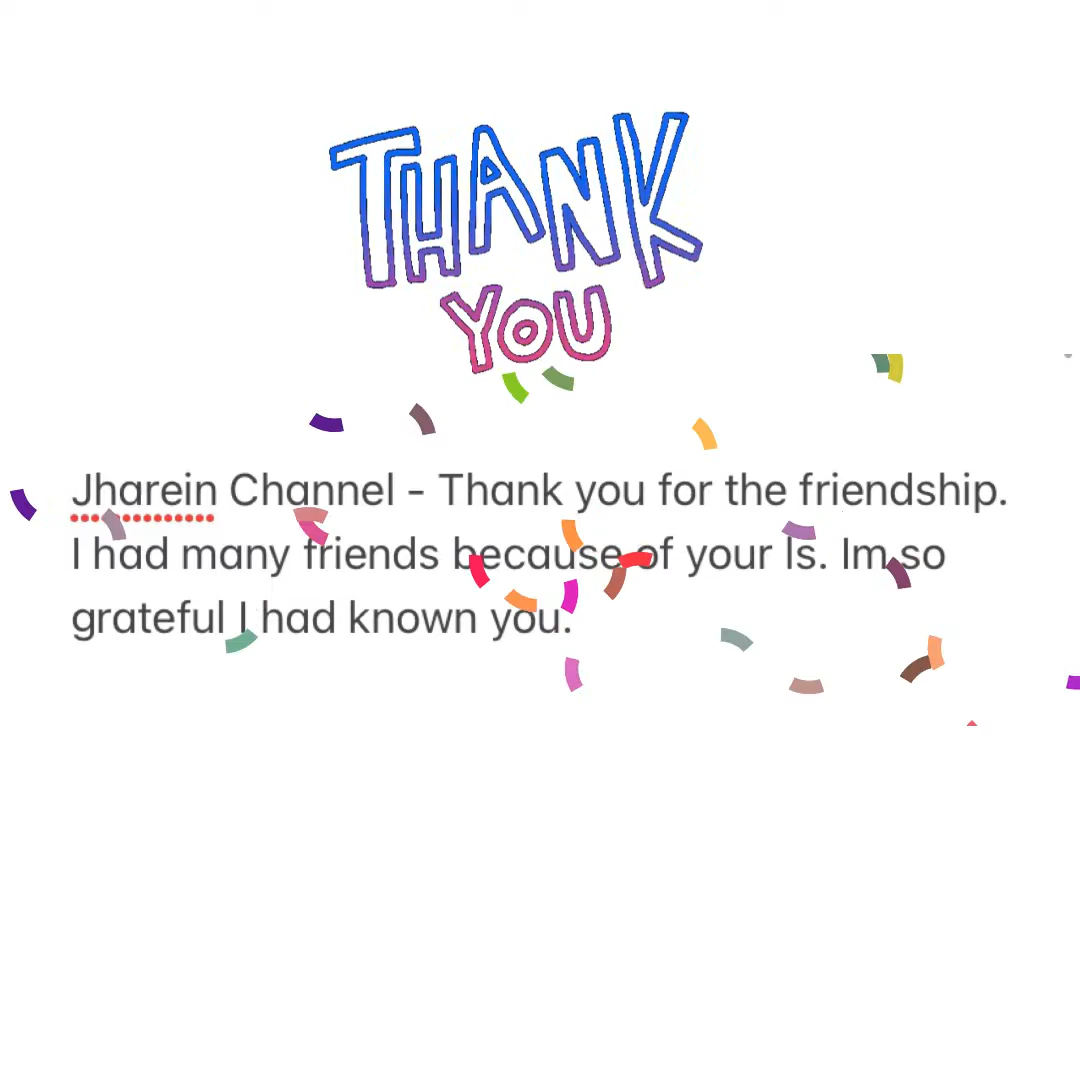 THANK
YOU
Jharein Channel - Thank you for the friendship.
I had many friends because of your ls. Im so
grateful I had known you.